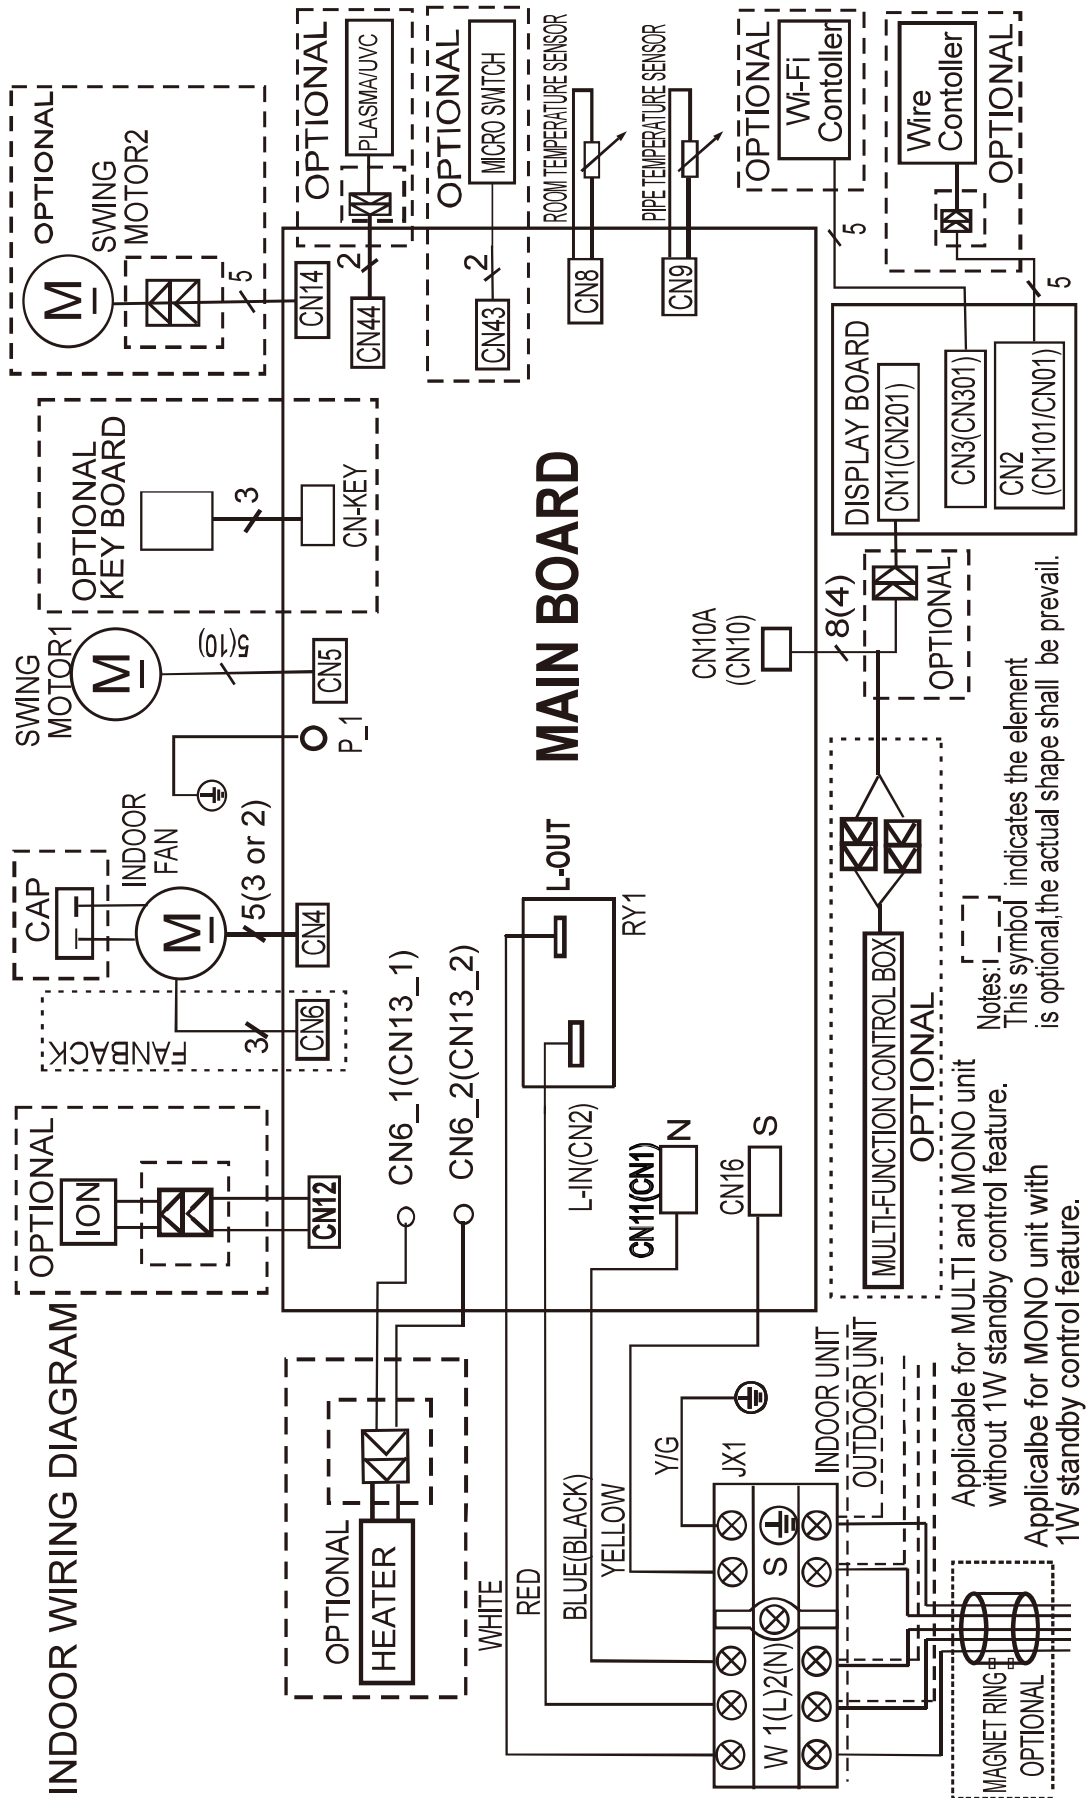 INDOOR WIRING DIAGRAM
OPTIONAL
ION
CN12
FANBACK
3
CN6
CAP
INDOOR
FAN
M
5(3 or 2)
CN4
P_1
SWING
MOTOR1
M
5(10)
CN5
OPTIONAL
KEY BOARD
3
CN-KEY
OPTIONAL
SWING
MOTOR2
M
5
CN14
OPTIONAL
PLASMA/UVC
2
CN44
OPTIONAL
MICRO SWITCH
2
CN43
ROOM TEMPERATURE SENSOR
CN8
PIPE TEMPERATURE SENSOR
CN9
OPTIONAL
Wi-Fi
Contoller
5
Wire
Contoller
OPTIONAL
5
DISPLAY BOARD
CN1(CN201)
CN3(CN301)
CN2
(CN101/CN01)
MAIN BOARD
CN10A
(CN10)
8(4)
OPTIONAL
L-OUT
RY1
L-IN(CN2)
CN6_1(CN13_1)
CN6_2(CN13_2)
CN11(CN1)
N
CN16
S
OPTIONAL
HEATER
WHITE
RED
BLUE(BLACK)
YELLOW
Y/G
JX1
W 1(L)2(N) S
INDOOR UNIT
OUTDOOR UNIT
MULTI-FUNCTION CONTROL BOX
OPTIONAL
MAGNET RING
OPTIONAL
Applicable for MULTI and MONO unit
without 1W standby control feature.
Applicalbe for MONO unit with
1W standby control feature.
Notes:
This symbol indicates the element
is optional,the actual shape shall be prevail.